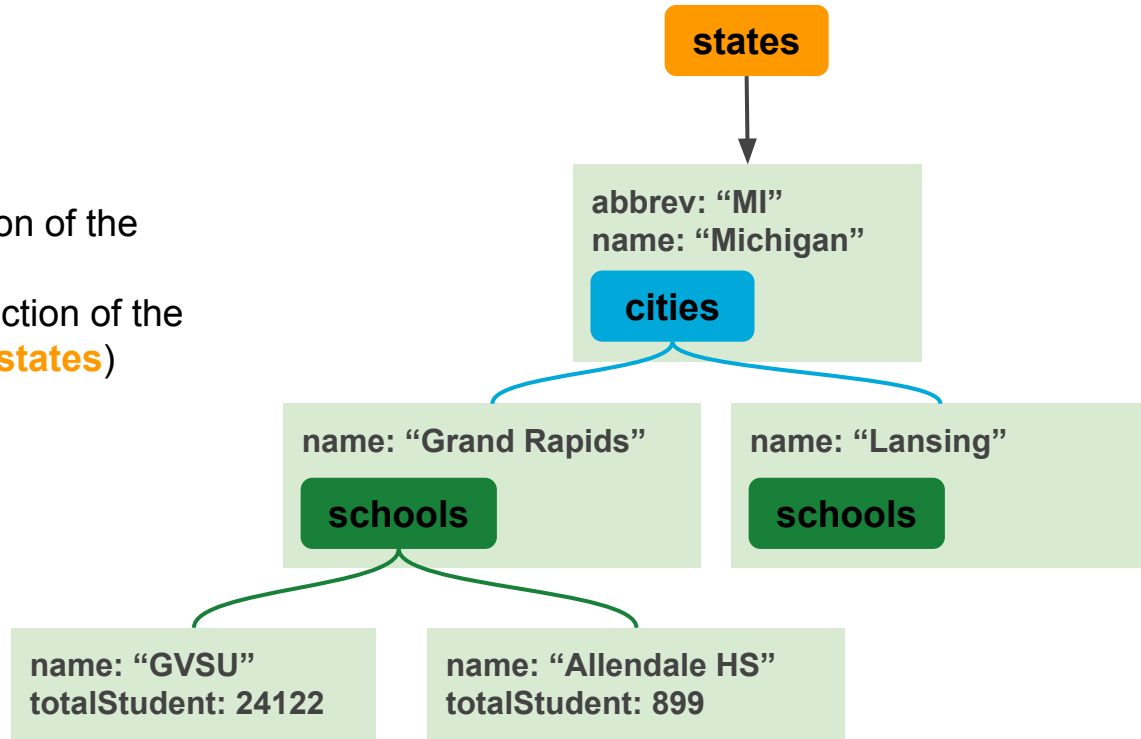 states
abbrev: “MI”
name: “Michigan”
cities
on of the
ction of the
states)
name: “Grand Rapids”
schools
name: “Lansing”
schools
name: “GVSU”
totalStudent: 24122
name: “Allendale HS”
totalStudent: 899